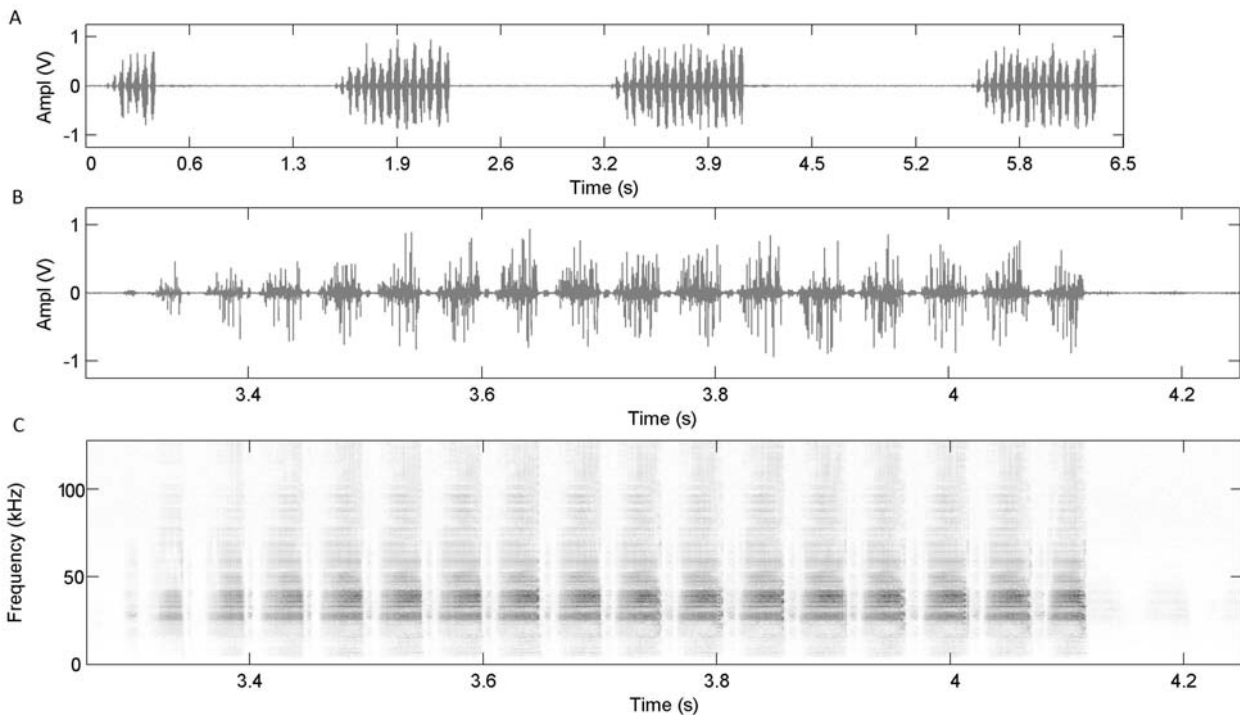 A
Ampl (V)
1
0
-1
0 0.6 1.3 1.9 2.6 3.2 3.9 4.5 5.2 5.8 6.5
Time (s)
B
Ampl (V)
1
0
-1
3.4 3.6 3.8 4 4.2
Time (s)
C
Frequency (kHz)
100
50
0
3.4 3.6 3.8 4 4.2
Time (s)